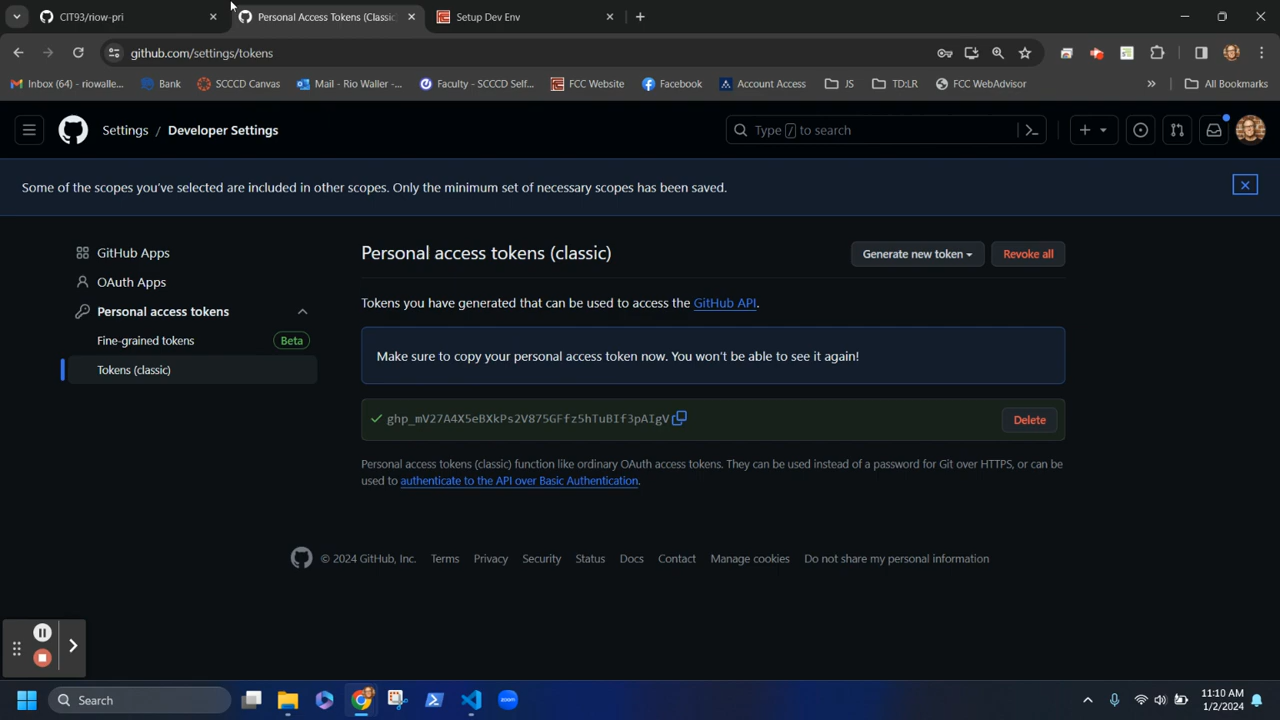 CIT93/riow-pri
Personal Access Tokens (Classic
Setup Dev Env
github.com/settings/tokens
Inbox (64) - riowalle...
Bank
SCCCD Canvas
Mail - Rio Waller -...
Faculty - SCCCD Self...
FCC Website
Facebook
Account Access
JS
TD:LR
FCC WebAdvisor
»
All Bookmarks
Settings / Developer Settings
Type / to search
Some of the scopes you've selected are included in other scopes. Only the minimum set of necessary scopes has been saved.
GitHub Apps
OAuth Apps
Personal access tokens
Fine-grained tokens Beta
Tokens (classic)
Personal access tokens (classic)
Generate new token
Revoke all
Tokens you have generated that can be used to access the GitHub API.
Make sure to copy your personal access token now. You won't be able to see it again!
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
Delete
Personal access tokens (classic) function like ordinary OAuth access tokens. They can be used instead of a password for Git over HTTPS, or can be
used to authenticate to the API over Basic Authentication.
© 2024 GitHub, Inc. Terms Privacy Security Status Docs Contact Manage cookies Do not share my personal information
Search
11:10 AM
1/2/2024